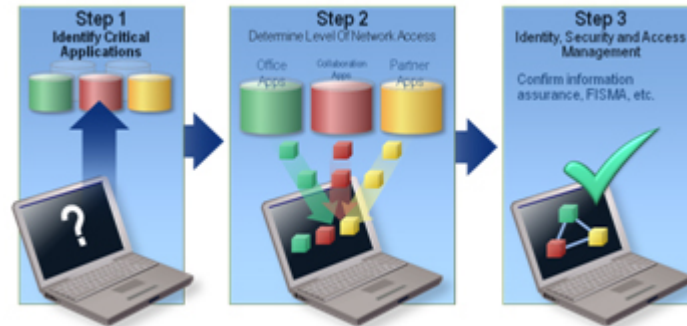 Step 1
Identify Critical
Applications
?
Step 2
Determine Level Of Network Access
Office
Apps
Collaboration
Apps
Partner
Apps
Step 3
Identity, Security and Access
Management
Confirm information
assurance, FISMA, etc.